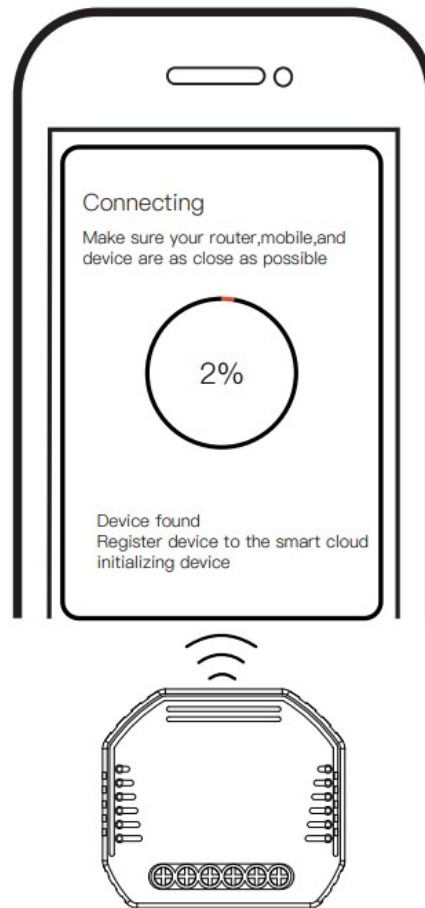 Connecting
Make sure your router,mobile,and
device are as close as possible
2%
Device found
Register device to the smart cloud
initializing device